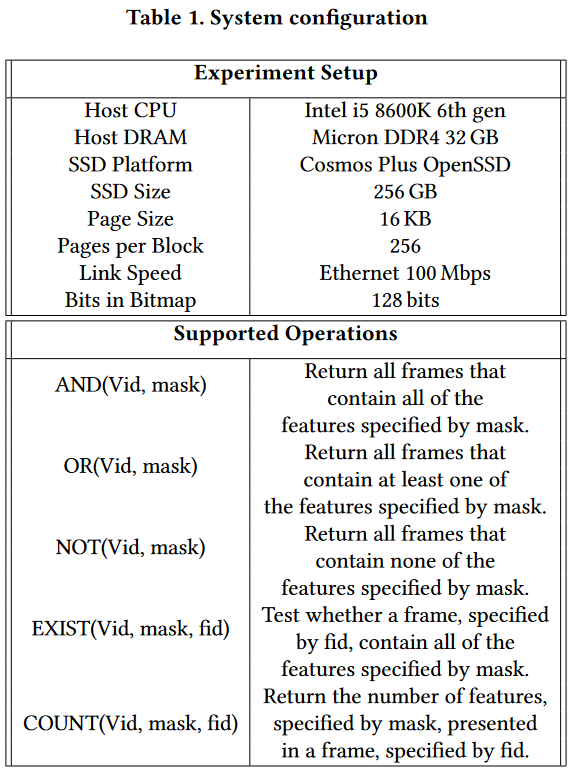 Table 1. System configuration
Experiment Setup
Host CPU Intel i5 8600K 6th gen
Host DRAM Micron DDR4 32 GB
SSD Platform Cosmos Plus OpenSSD
SSD Size 256 GB
Page Size 16 KB
Pages per Block 256
Link Speed Ethernet 100 Mbps
Bits in Bitmap 128 bits
Supported Operations
AND(Vid, mask)
Return all frames that
contain all of the
features specified by mask.
OR(Vid, mask)
Return all frames that
contain at least one of
the features specified by mask.
NOT(Vid, mask)
Return all frames that
contain none of the
features specified by mask.
EXIST(Vid, mask, fid)
Test whether a frame, specified
by fid, contain all of the
features specified by mask.
COUNT(Vid, mask, fid)
Return the number of features,
specified by mask, presented
in a frame, specified by fid.